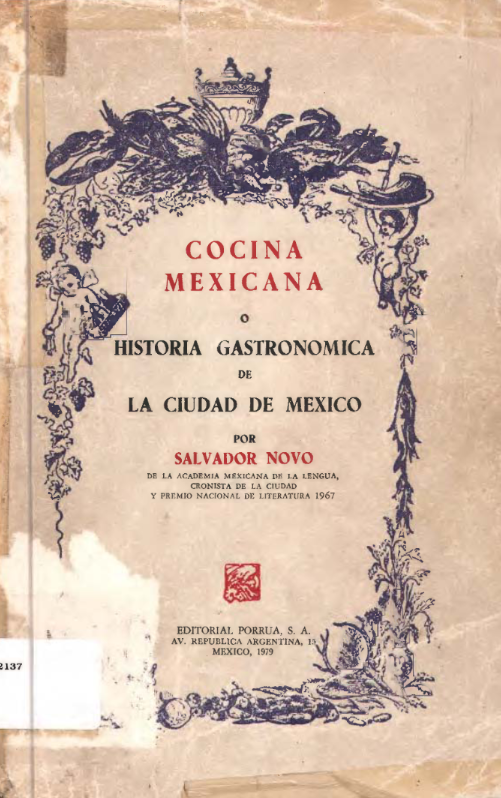 COCINA
MEXICANA
O
HISTORIA GASTRONOMICA
DE
LA CIUDAD DE MEXICO
POR
SALVADOR NOVO
DE LA ACADEMIA MEXICANA DE LA LENGUA,
CRONISTA DE LA CIUDAD
Y PREMIO NACIONAL DE LITERATURA 1967
EDITORIAL PORRUA, S. A.
AV. REPUBLICA ARGENTINA, 15
MEXICO, 1979
2137